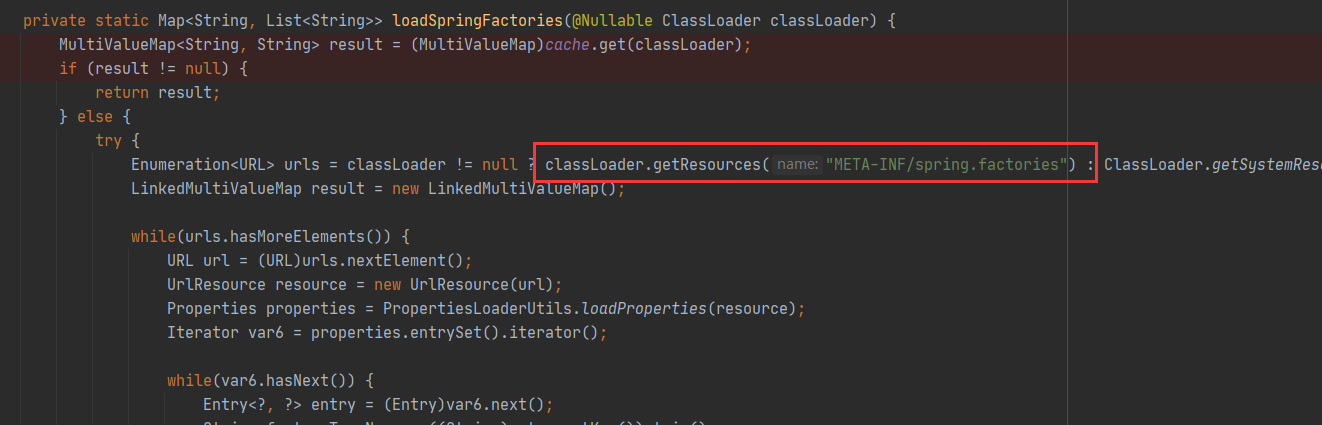 private static Map<String, List<String>> loadSpringFactories(@Nullable ClassLoader classLoader) {
MultiValueMap<String, String> result = (MultiValueMap)cache.get(classLoader);
if (result != null) {
return result;
} else {
try {
Enumeration<URL> urls = classLoader != null ? classLoader.getResources( name: "META-INF/spring.factories") : ClassLoader.getSystemReso
LinkedMultiValueMap result = new LinkedMultiValueMap();
while(urls.hasMoreElements()) {
URL url = (URL)urls.nextElement();
UrlResource resource = new UrlResource(url);
Properties properties = PropertiesLoaderUtils.loadProperties(resource);
Iterator var6 = properties.entrySet().iterator();
while(var6.hasNext()) {
Entry<?, ?> entry = (Entry)var6.next();